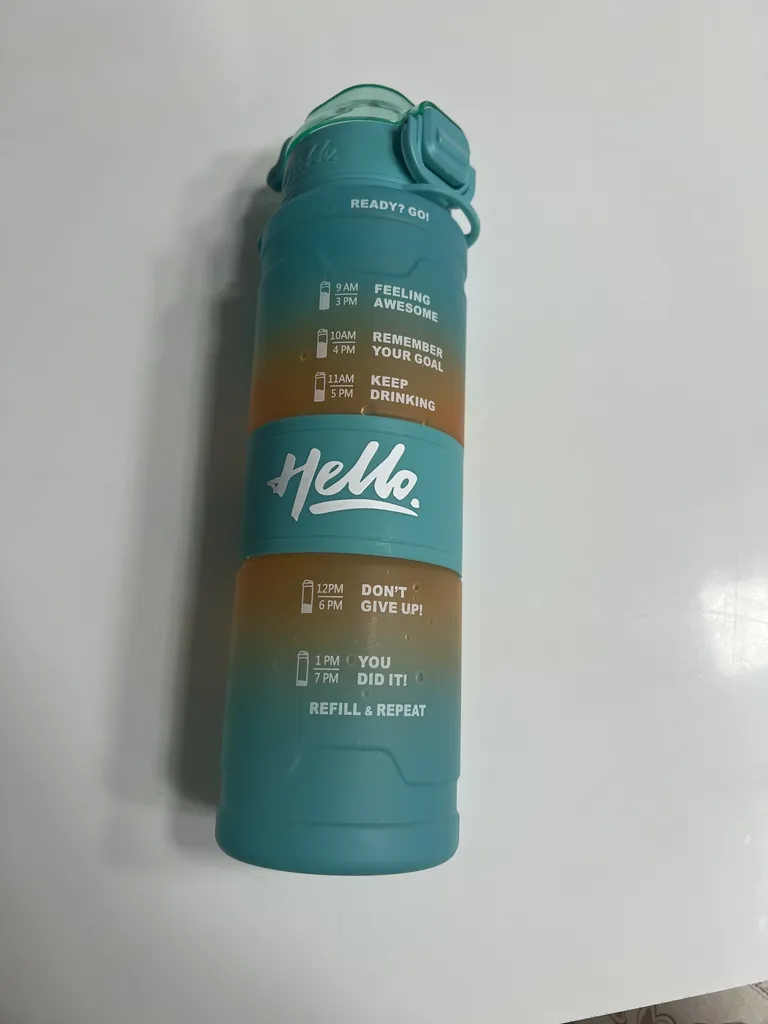 Hello
READY? GO!
9 AM
3 PM
FEELING
AWESOME
10AM
4 PM
REMEMBER
YOUR GOAL
11AM
5 PM
KEEP
DRINKING
Hello.
12PM
6 PM
DON'T
GIVE UP!
1 PM
7 PM
YOU
DID IT!
REFILL & REPEAT